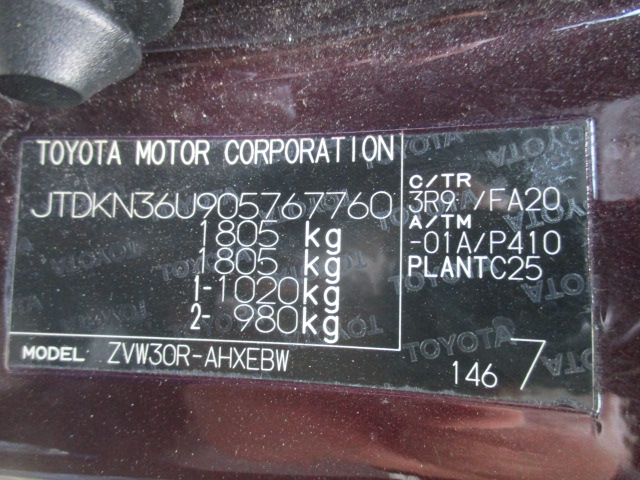 TOYOTA MOTOR CORPORATION
JTDKN36U905767760
1805 kg
1805 kg
1-1020kg
2- 980kg
C/TR
3R9 /FA20
A/TM
-01A/P410
PLANTC25
MODEL ZVW30R-AHXEBW
146 7